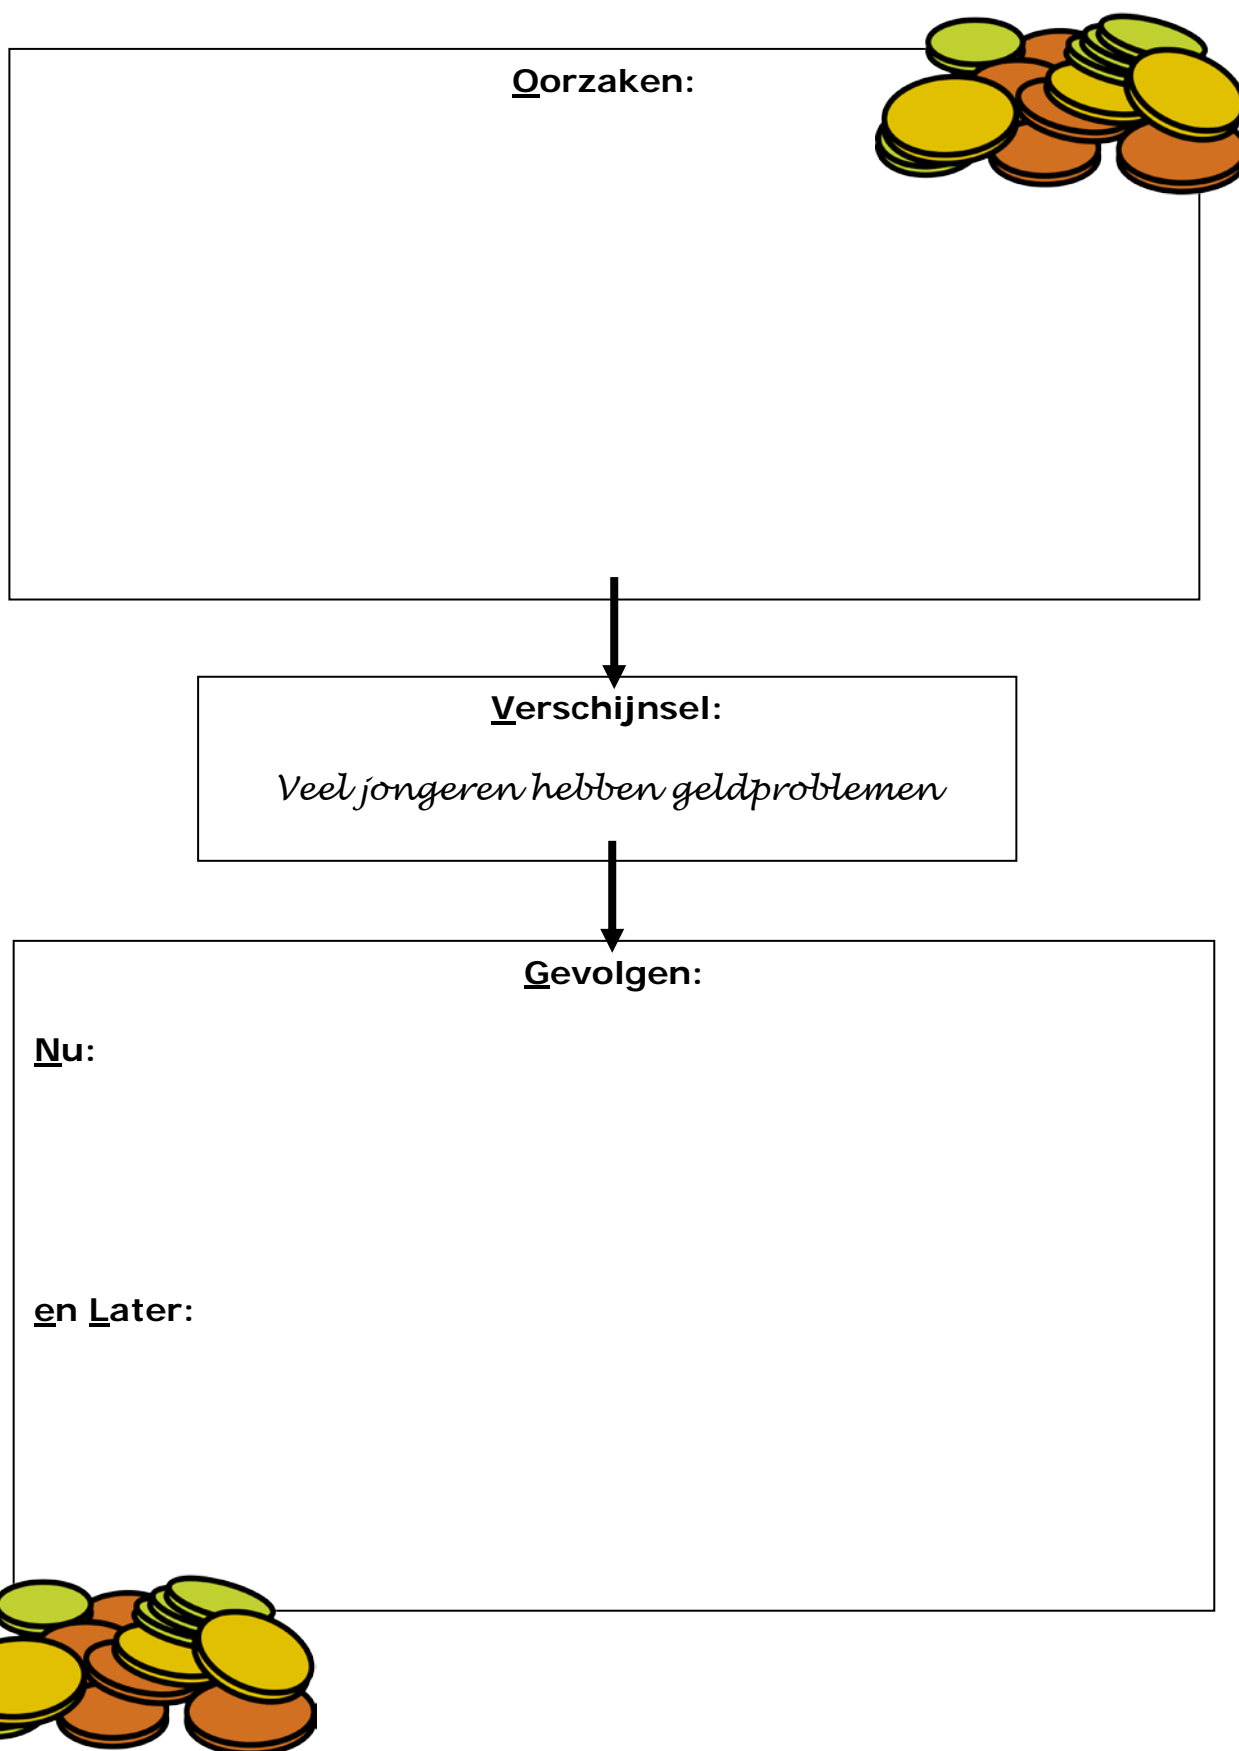 Oorzaken:
Verschijnsel:
Veel jongeren hebben geldproblemen
Gevolgen:
Nu:
en Later: